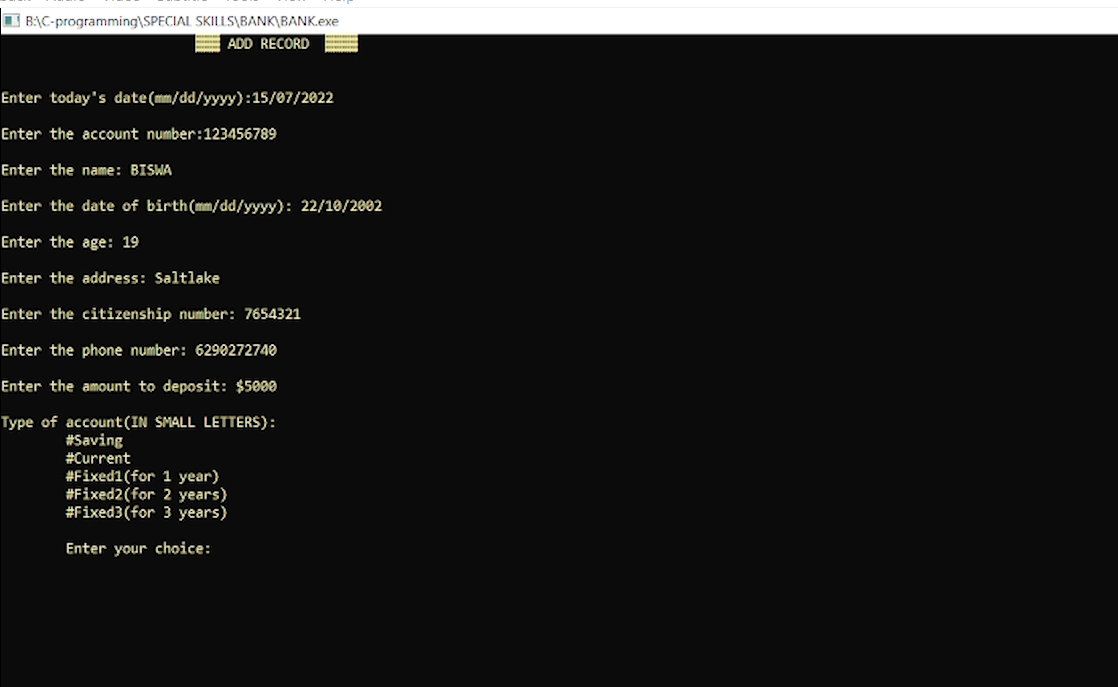 B:\C-programming\SPECIAL SKILLS\BANK\BANK.exe
ADD RECORD
Enter today's date(mm/dd/yyyy):15/07/2022
Enter the account number:123456789
Enter the name: BISWA
Enter the date of birth(mm/dd/yyyy): 22/10/2002
Enter the age: 19
Enter the address: Saltlake
Enter the citizenship number: 7654321
Enter the phone number: 6290272740
Enter the amount to deposit: $5000
Type of account(IN SMALL LETTERS):
#Saving
#Current
#Fixed1(for 1 year)
#Fixed2(for 2 years)
#Fixed3(for 3 years)
Enter your choice: